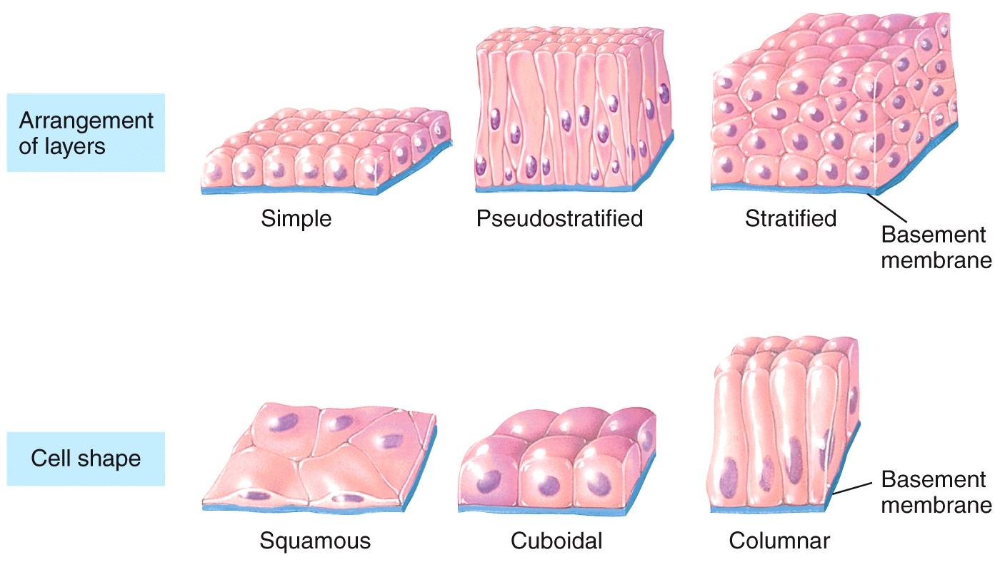 Arrangement
of layers
Simple
Pseudostratified
Stratified
Basement
membrane
Cell shape
Squamous
Cuboidal
Columnar
Basement
membrane